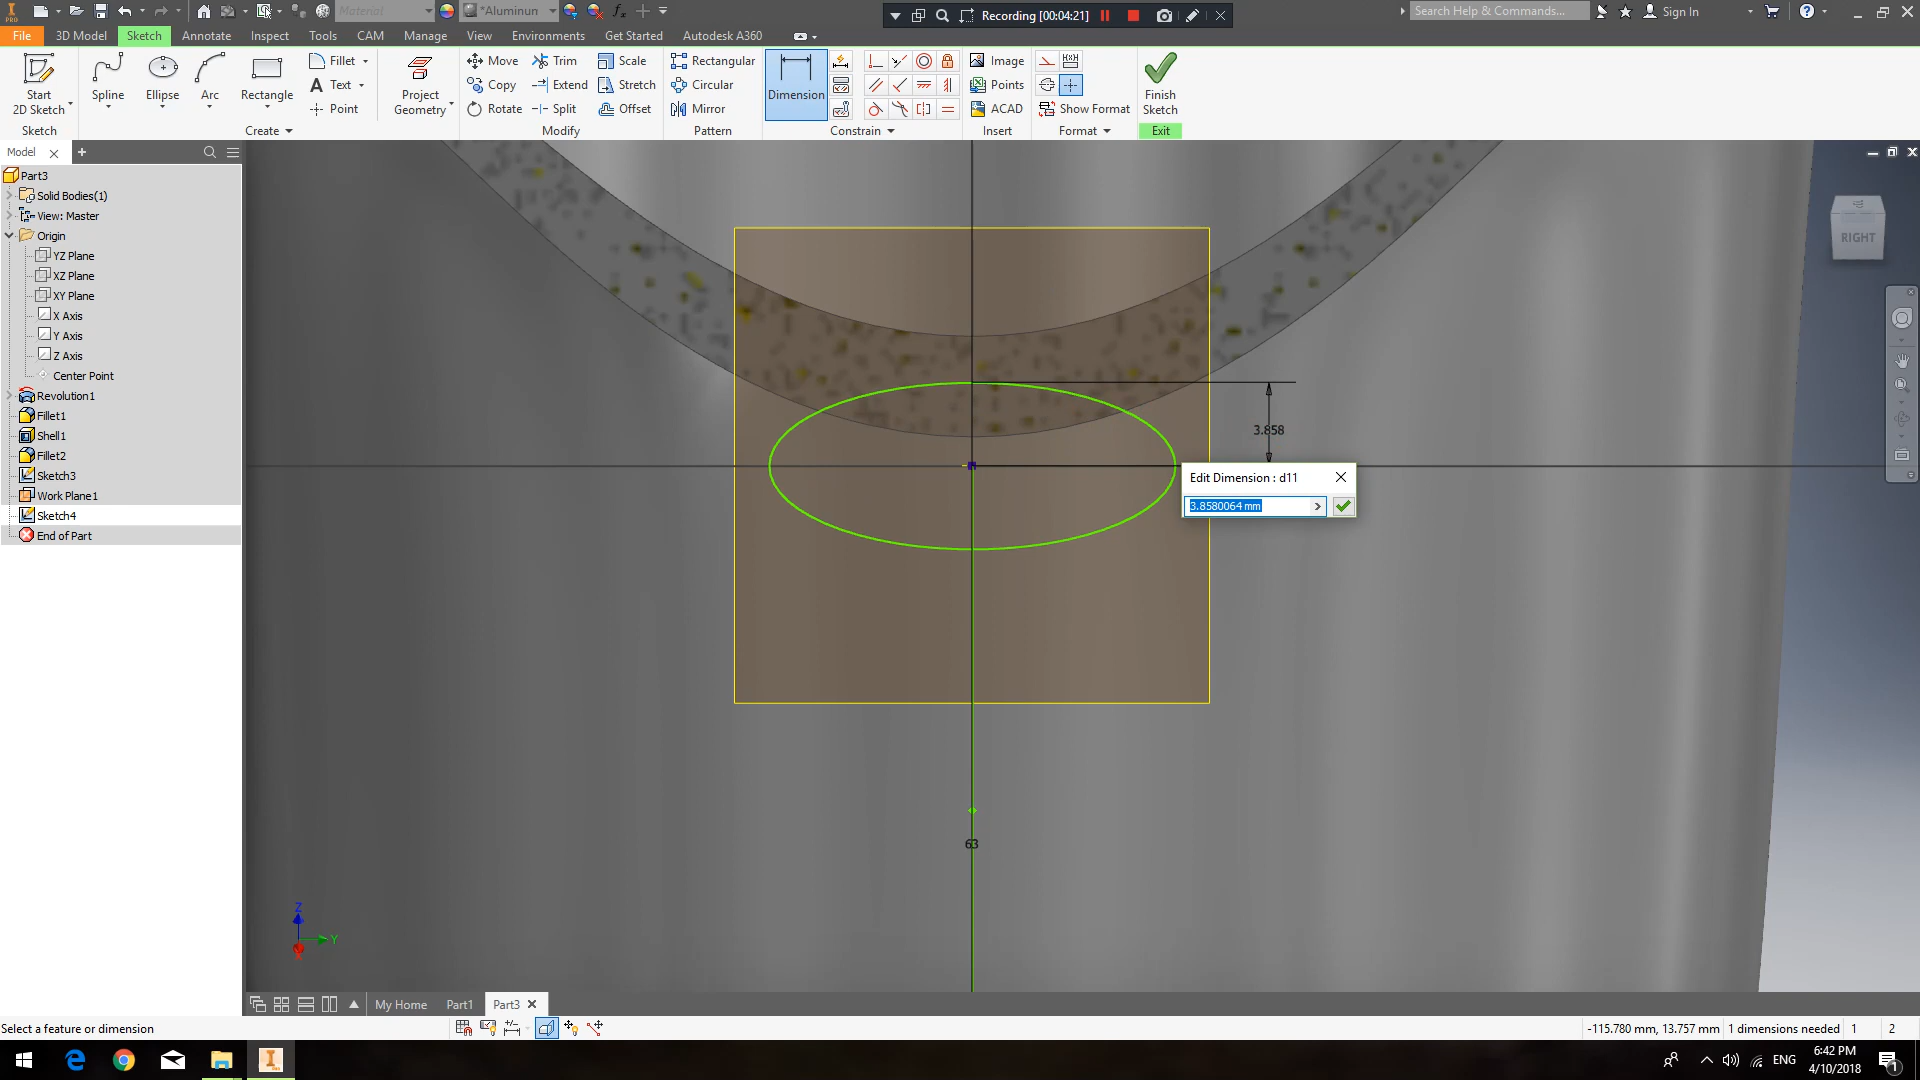 PRO
Material
*Aluminun
fx
Recording [00:04:21]
Search Help & Commands...
Sign In
File
3D Model
Sketch
Annotate
Inspect
Tools
CAM
Manage
View
Environments
Get Started
Autodesk A360
Start
2D Sketch
Spline
Ellipse
Arc
Rectangle
Fillet
Text
Point
Project
Geometry
Move
Copy
Rotate
Trim
Extend
Split
Scale
Stretch
Offset
Rectangular
Circular
Mirror
Dimension
Image
Points
ACAD
Show Format
Finish
Sketch
Sketch
Create
Modify
Pattern
Constrain
Insert
Format
Exit
Model
Part3
Solid Bodies(1)
View: Master
Origin
YZ Plane
XZ Plane
XY Plane
X Axis
Y Axis
Z Axis
Center Point
Revolution1
Fillet1
Shell1
Fillet2
Sketch3
Work Plane1
Sketch4
End of Part
RIGHT
3.858
Edit Dimension : d11
3.8580064 mm
63
Z
Y
X
My Home
Part1
Part3
Select a feature or dimension
-115.780 mm, 13.757 mm
1 dimensions needed
1
2
ENG
6:42 PM
4/10/2018
1